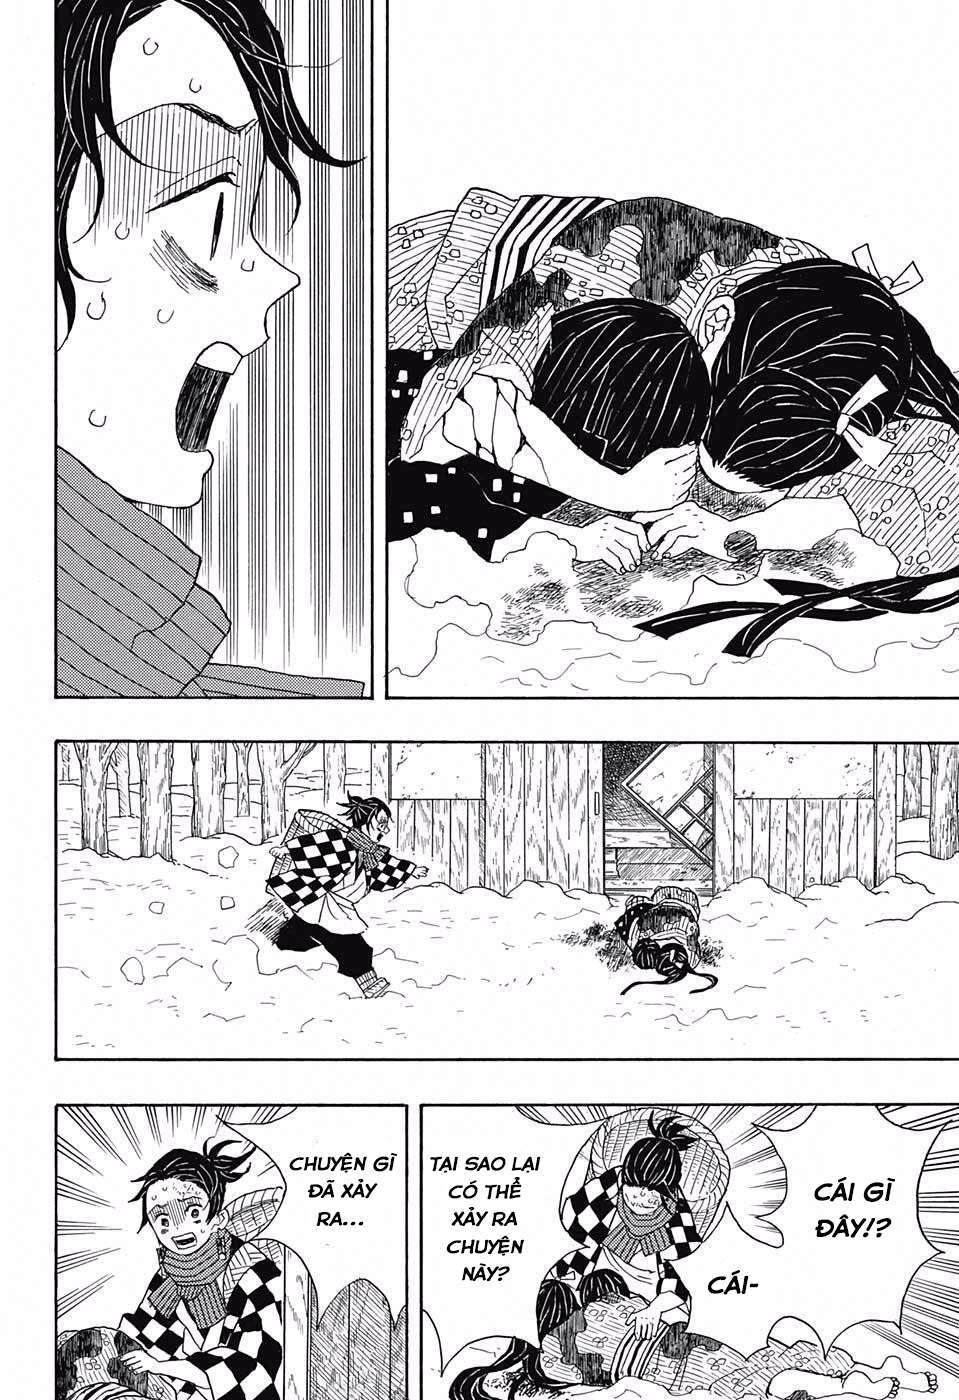 CÁI GÌ
ĐÂY!?
CÁI-
TẠI SAO LẠI
CÓ THỂ
XẢY RA
CHUYỆN
NÀY?
CHUYỆN GÌ
ĐÃ XẢY
RA...